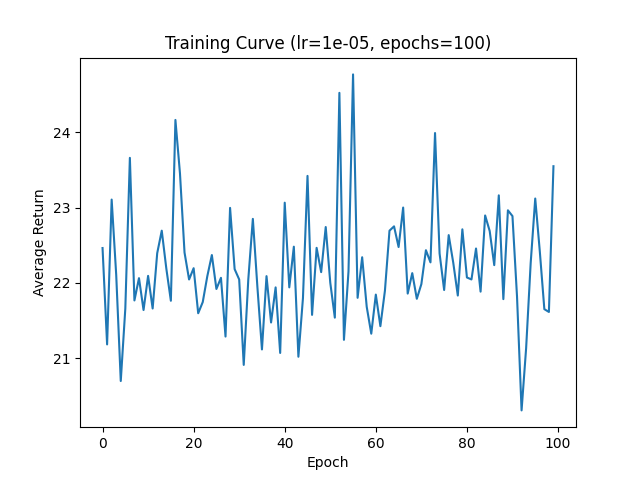 Training Curve (lr=1e-05, epochs=100)
24
23
22
21
Average Return
0 20 40 60 80 100
Epoch